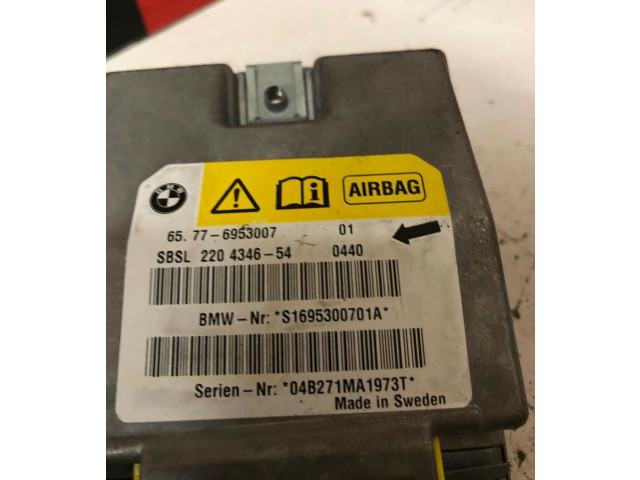 BMW
AIRBAG
65. 77-6953007 01
SBSL 220 4346-54 0440
BMW-Nr: *S1695300701A*
Serien-Nr: *04B271MA1973T*
Made in Sweden